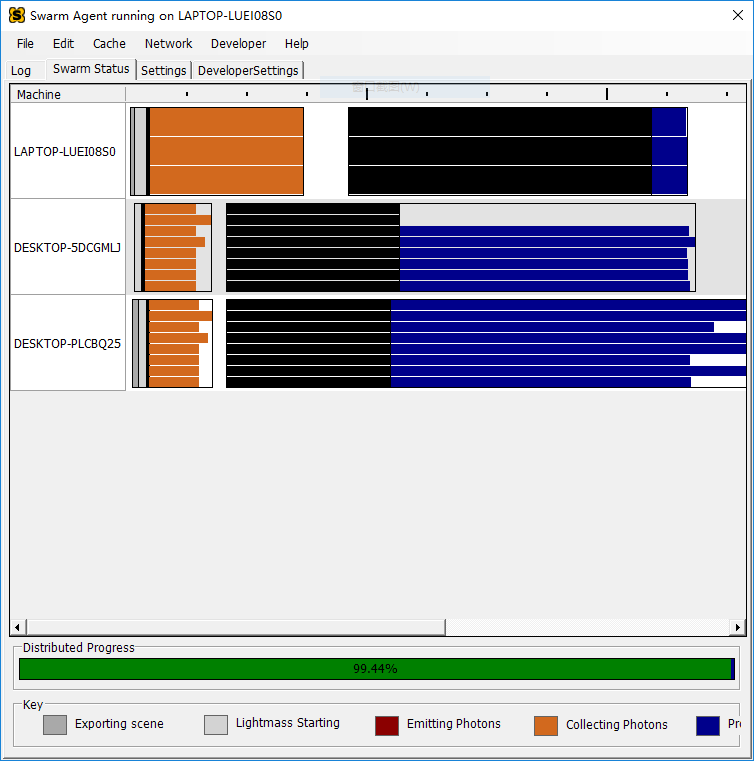 Swarm Agent running on LAPTOP-LUEI08S0
File Edit Cache Network Developer Help
Log Swarm Status Settings DeveloperSettings
窗口截图(W)
Machine
LAPTOP-LUEI08S0
DESKTOP-5DCGMLJ
DESKTOP-PLCBQ25
Distributed Progress
99.44%
Key
Exporting scene Lightmass Starting Emitting Photons Collecting Photons Pr